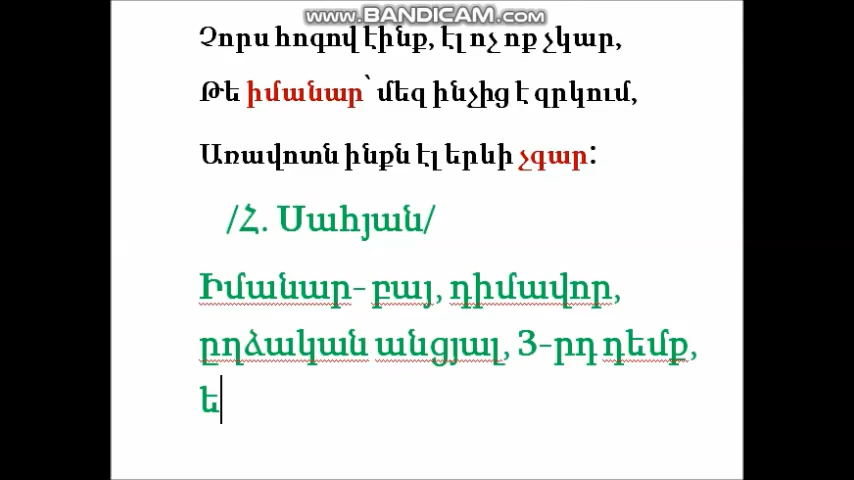 WWW.BANDICAM.COM
Չորս հոգով էինք, էլ ոչ ոք չկար,
Թե իմանար՝ մեզ ինչից է զրկում,
Առավոտն ինքն էլ երևի չգար:
/Հ. Սահյան/
Իմանար- բայ, դիմավոր,
ըղձական անցյալ, 3-րդ դեմք,
ե